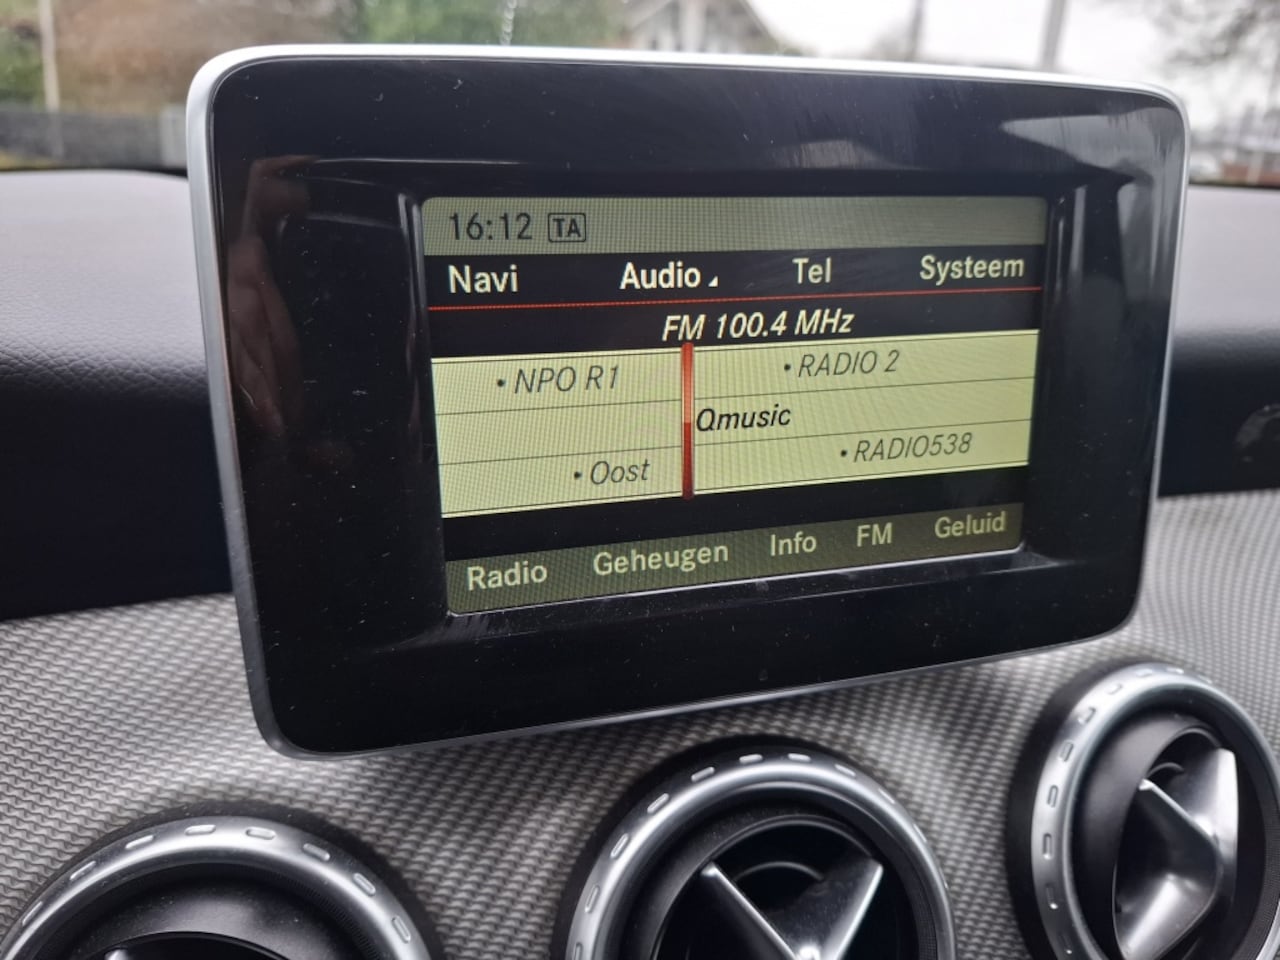 16:12 TA
Navi Audio Tel Systeem
FM 100.4 MHz
• NPO R1 • RADIO 2
Qmusic
• Oost • RADIO538
Radio Geheugen Info FM Geluid